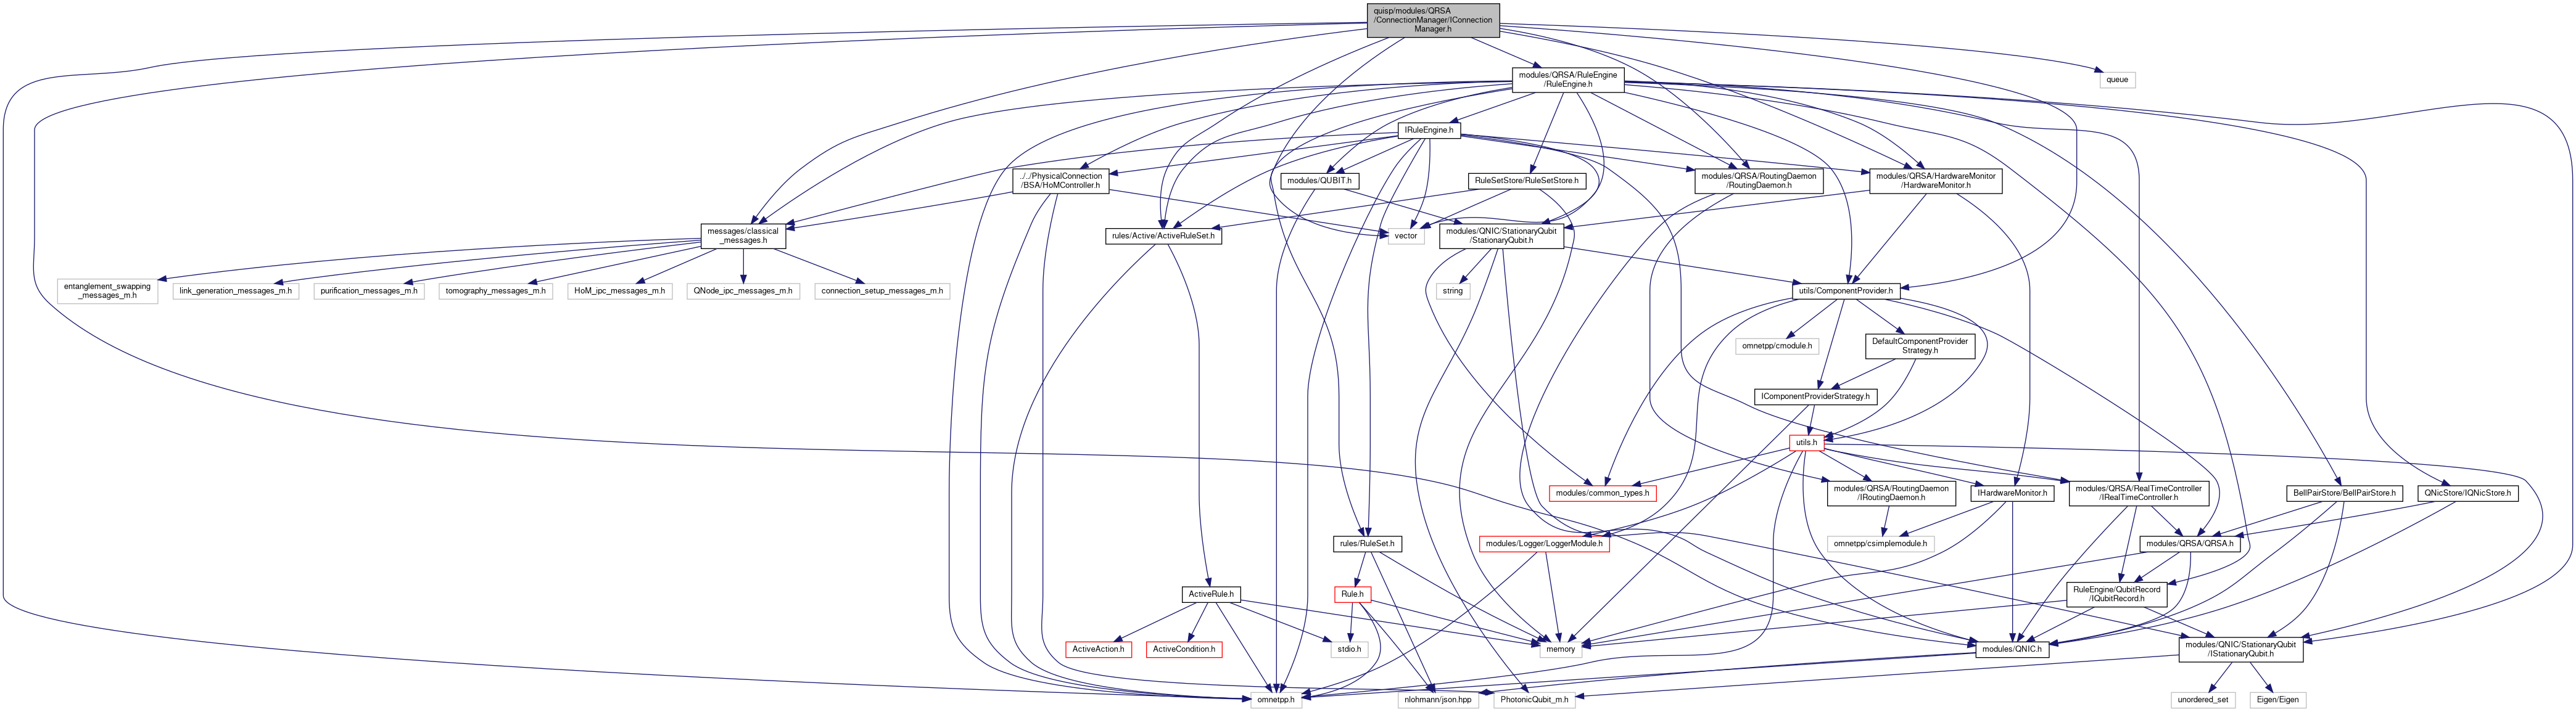 quisp/modules/QRSA
/ConnectionManager/IConnection
Manager.h
modules/QRSA/RuleEngine
/RuleEngine.h
queue
IRuleEngine.h
../../PhysicalConnection
/BSA/HoMController.h
modules/QUBIT.h
RuleSetStore/RuleSetStore.h
modules/QRSA/RoutingDaemon
/RoutingDaemon.h
modules/QRSA/HardwareMonitor
/HardwareMonitor.h
messages/classical
_messages.h
rules/Active/ActiveRuleSet.h
vector
modules/QNIC/StationaryQubit
/StationaryQubit.h
entanglement_swapping
_messages_m.h
link_generation_messages_m.h
purification_messages_m.h
tomography_messages_m.h
HoM_ipc_messages_m.h
QNode_ipc_messages_m.h
connection_setup_messages_m.h
string
utils/ComponentProvider.h
omnetpp/cmodule.h
DefaultComponentProvider
Strategy.h
IComponentProviderStrategy.h
utils.h
modules/common_types.h
modules/QRSA/RoutingDaemon
/IRoutingDaemon.h
IHardwareMonitor.h
modules/QRSA/RealTimeController
/IRealTimeController.h
BellPairStore/BellPairStore.h
QNicStore/IQNicStore.h
rules/RuleSet.h
modules/Logger/LoggerModule.h
omnetpp/csimplemodule.h
modules/QRSA/QRSA.h
ActiveRule.h
Rule.h
RuleEngine/QubitRecord
/IQubitRecord.h
ActiveAction.h
ActiveCondition.h
stdio.h
memory
modules/QNIC.h
modules/QNIC/StationaryQubit
/IStationaryQubit.h
omnetpp.h
nlohmann/json.hpp
PhotonicQubit_m.h
unordered_set
Eigen/Eigen